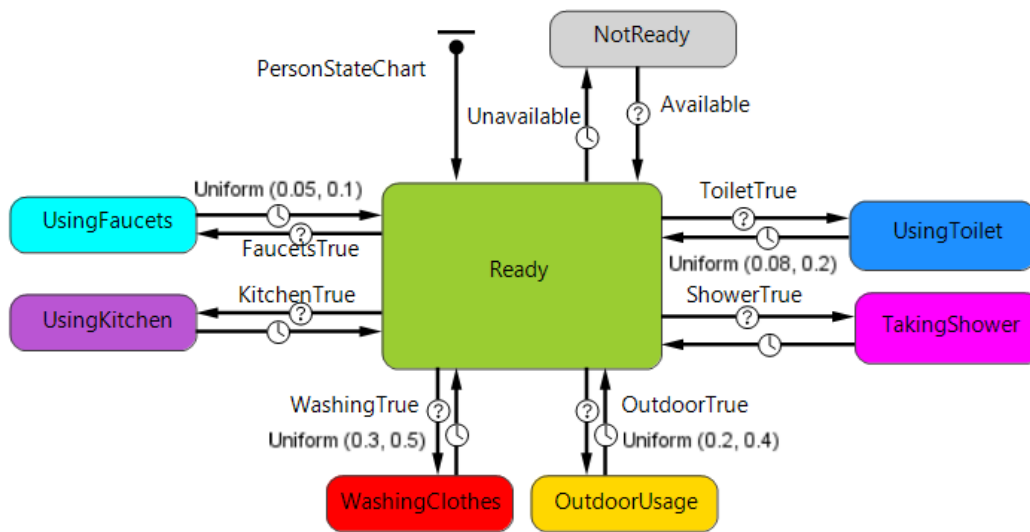 NotReady
PersonStateChart
Unavailable
?
Available
Uniform (0.05, 0.1)
ToiletTrue
UsingFaucets
?
?
UsingToilet
FaucetsTrue
Uniform (0.08, 0.2)
Ready
KitchenTrue
ShowerTrue
UsingKitchen
?
?
TakingShower
WashingTrue
?
?
OutdoorTrue
Uniform (0.3, 0.5)
Uniform (0.2, 0.4)
WashingClothes
OutdoorUsage